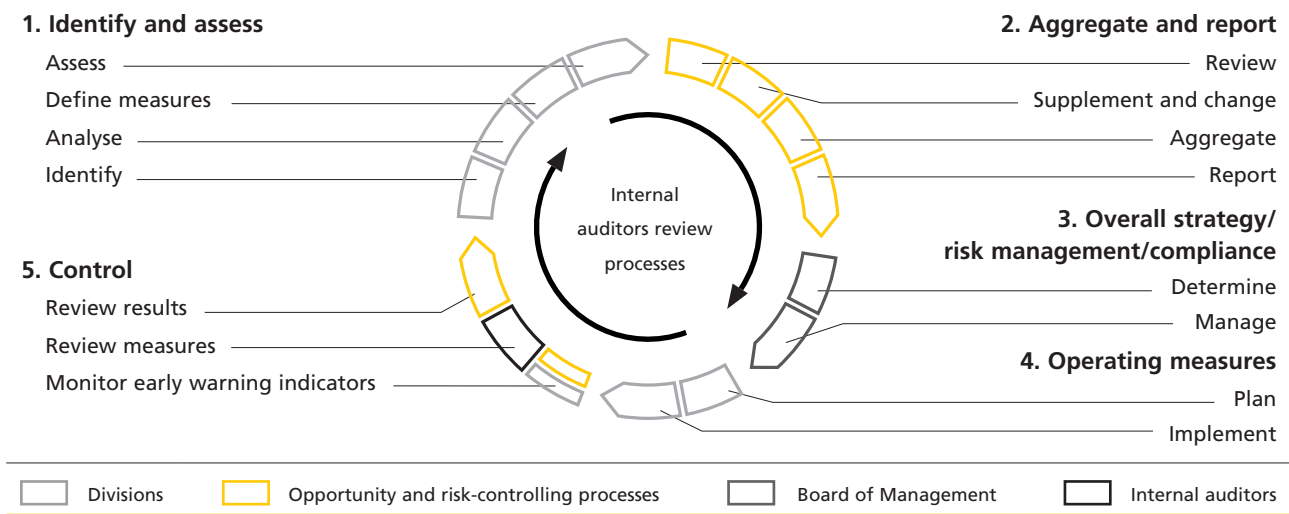 1. Identify and assess
Assess
Define measures
Analyse
Identify
2. Aggregate and report
Review
Supplement and change
Aggregate
Report
Internal
auditors review
processes
3. Overall strategy/
risk management/compliance
Determine
Manage
4. Operating measures
Plan
Implement
5. Control
Review results
Review measures
Monitor early warning indicators
Divisions
Opportunity and risk-controlling processes
Board of Management
Internal auditors